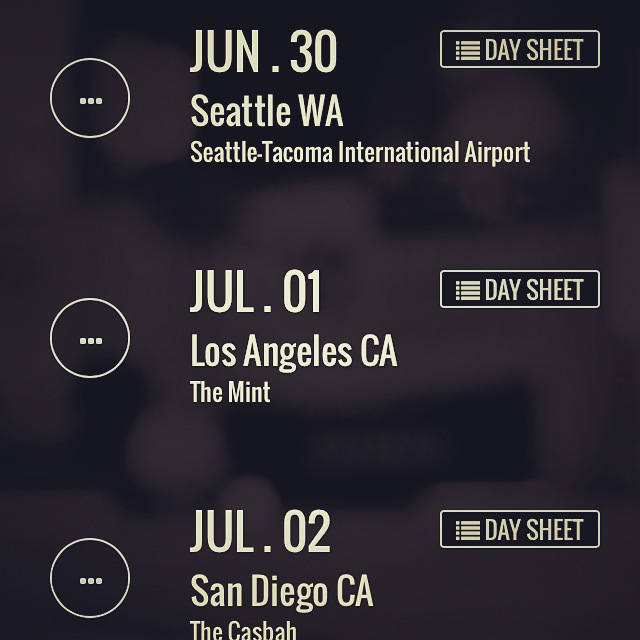 JUN . 30
DAY SHEET
Seattle WA
Seattle-Tacoma International Airport
JUL . 01
DAY SHEET
Los Angeles CA
The Mint
JUL . 02
DAY SHEET
San Diego CA
The Casbah